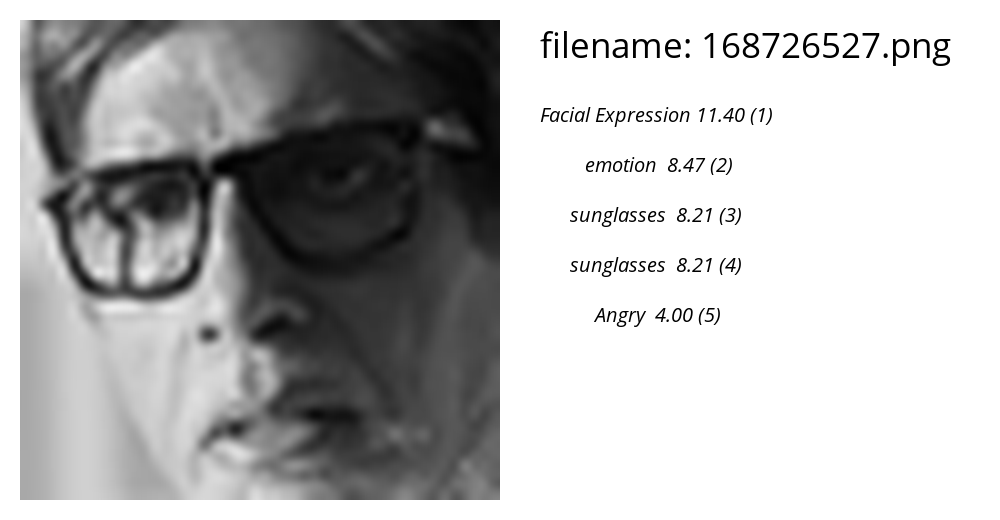 filename: 168726527.png
Facial Expression 11.40 (1)
emotion 8.47 (2)
sunglasses 8.21 (3)
sunglasses 8.21 (4)
Angry 4.00 (5)